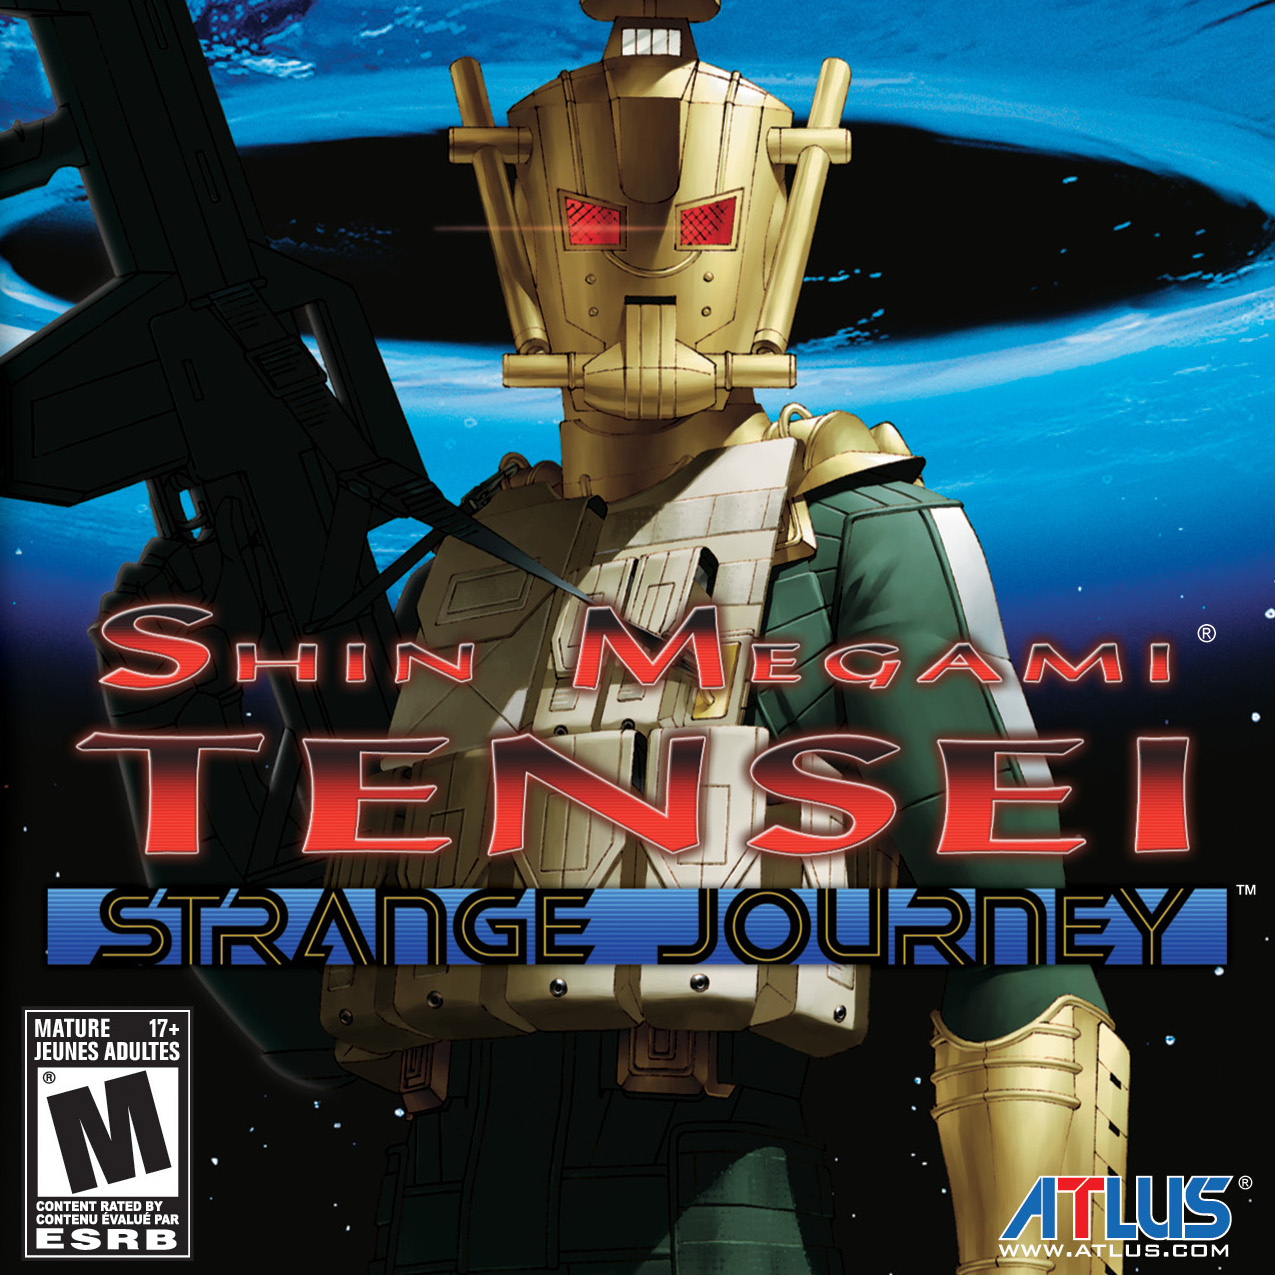 SHIN MEGAMI®
TENSEI
STRANGE JOURNEY™
MATURE 17+
JEUNES ADULTES
®
M
CONTENT RATED BY
CONTENU ÉVALUÉ PAR
ESRB
ATLUS®
WWW.ATLUS.COM